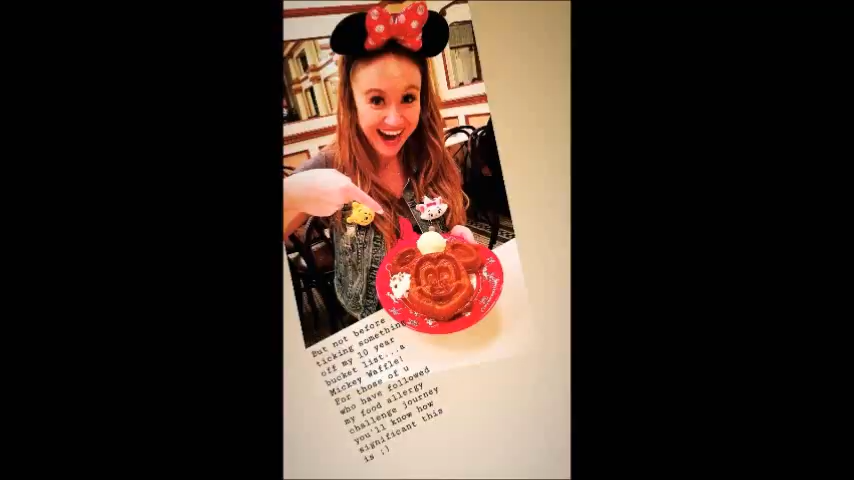 But not before
ticking something
off my 10 year
bucket list...a
Mickey Waffle!
For those of u
who have followed
my food allergy
challenge journey
you'll know how
significant this
is ;)